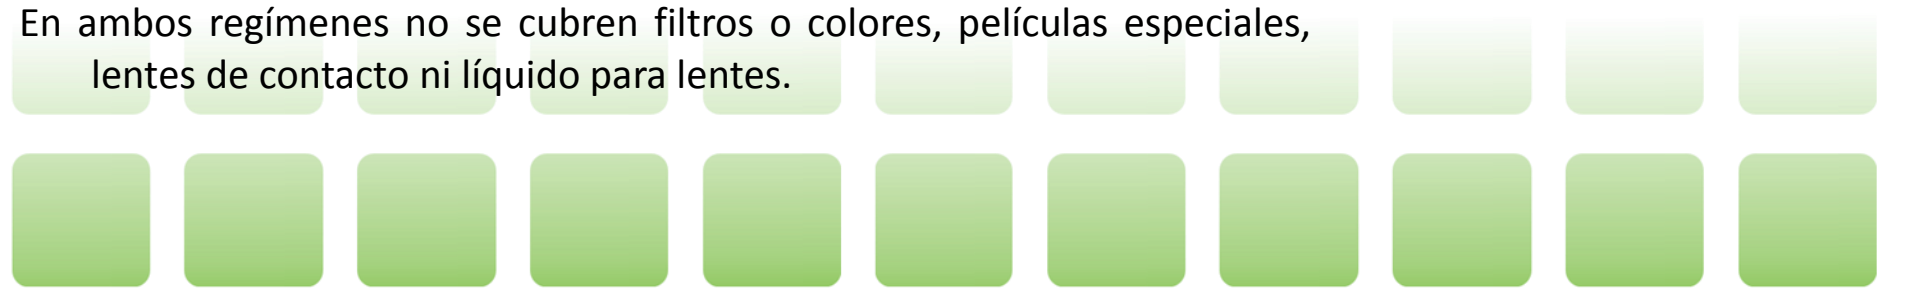 En ambos regímenes no se cubren filtros o colores, películas especiales,
lentes de contacto ni líquido para lentes.